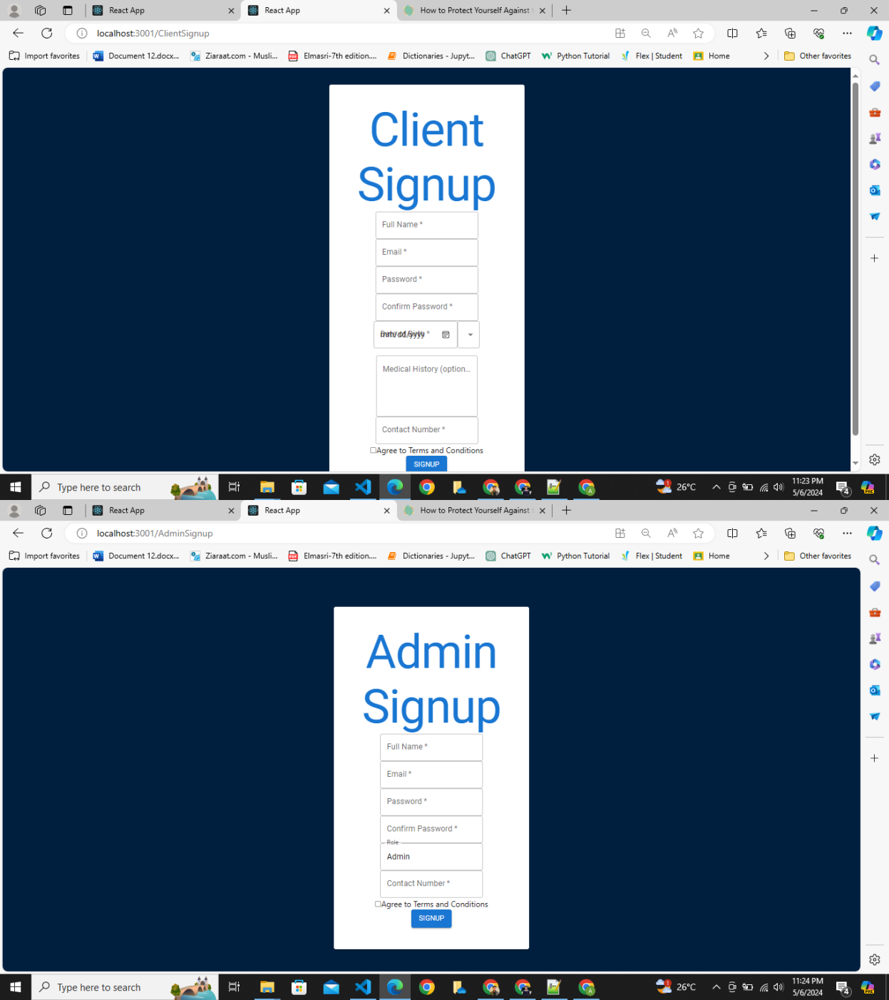 React App
React App
How to Protect Yourself Against
localhost:3001/ClientSignup
Import favorites
Document 12.docx...
Ziaraat.com - Musli...
Elmasri-7th edition....
Dictionaries - Jupyt...
ChatGPT
Python Tutorial
Flex | Student
Home
Other favorites
Client
Signup
Full Name *
Email *
Password *
Confirm Password *
Date of Birth *
mm/dd/yyyy
Medical History (option...
Contact Number *
Agree to Terms and Conditions
SIGNUP
Type here to search
26°C
11:23 PM
5/6/2024
4
React App
React App
How to Protect Yourself Against
localhost:3001/AdminSignup
Import favorites
Document 12.docx...
Ziaraat.com - Musli...
Elmasri-7th edition....
Dictionaries - Jupyt...
ChatGPT
Python Tutorial
Flex | Student
Home
Other favorites
Admin
Signup
Full Name *
Email *
Password *
Confirm Password *
Role
Admin
Contact Number *
Agree to Terms and Conditions
SIGNUP
Type here to search
26°C
11:24 PM
5/6/2024
4